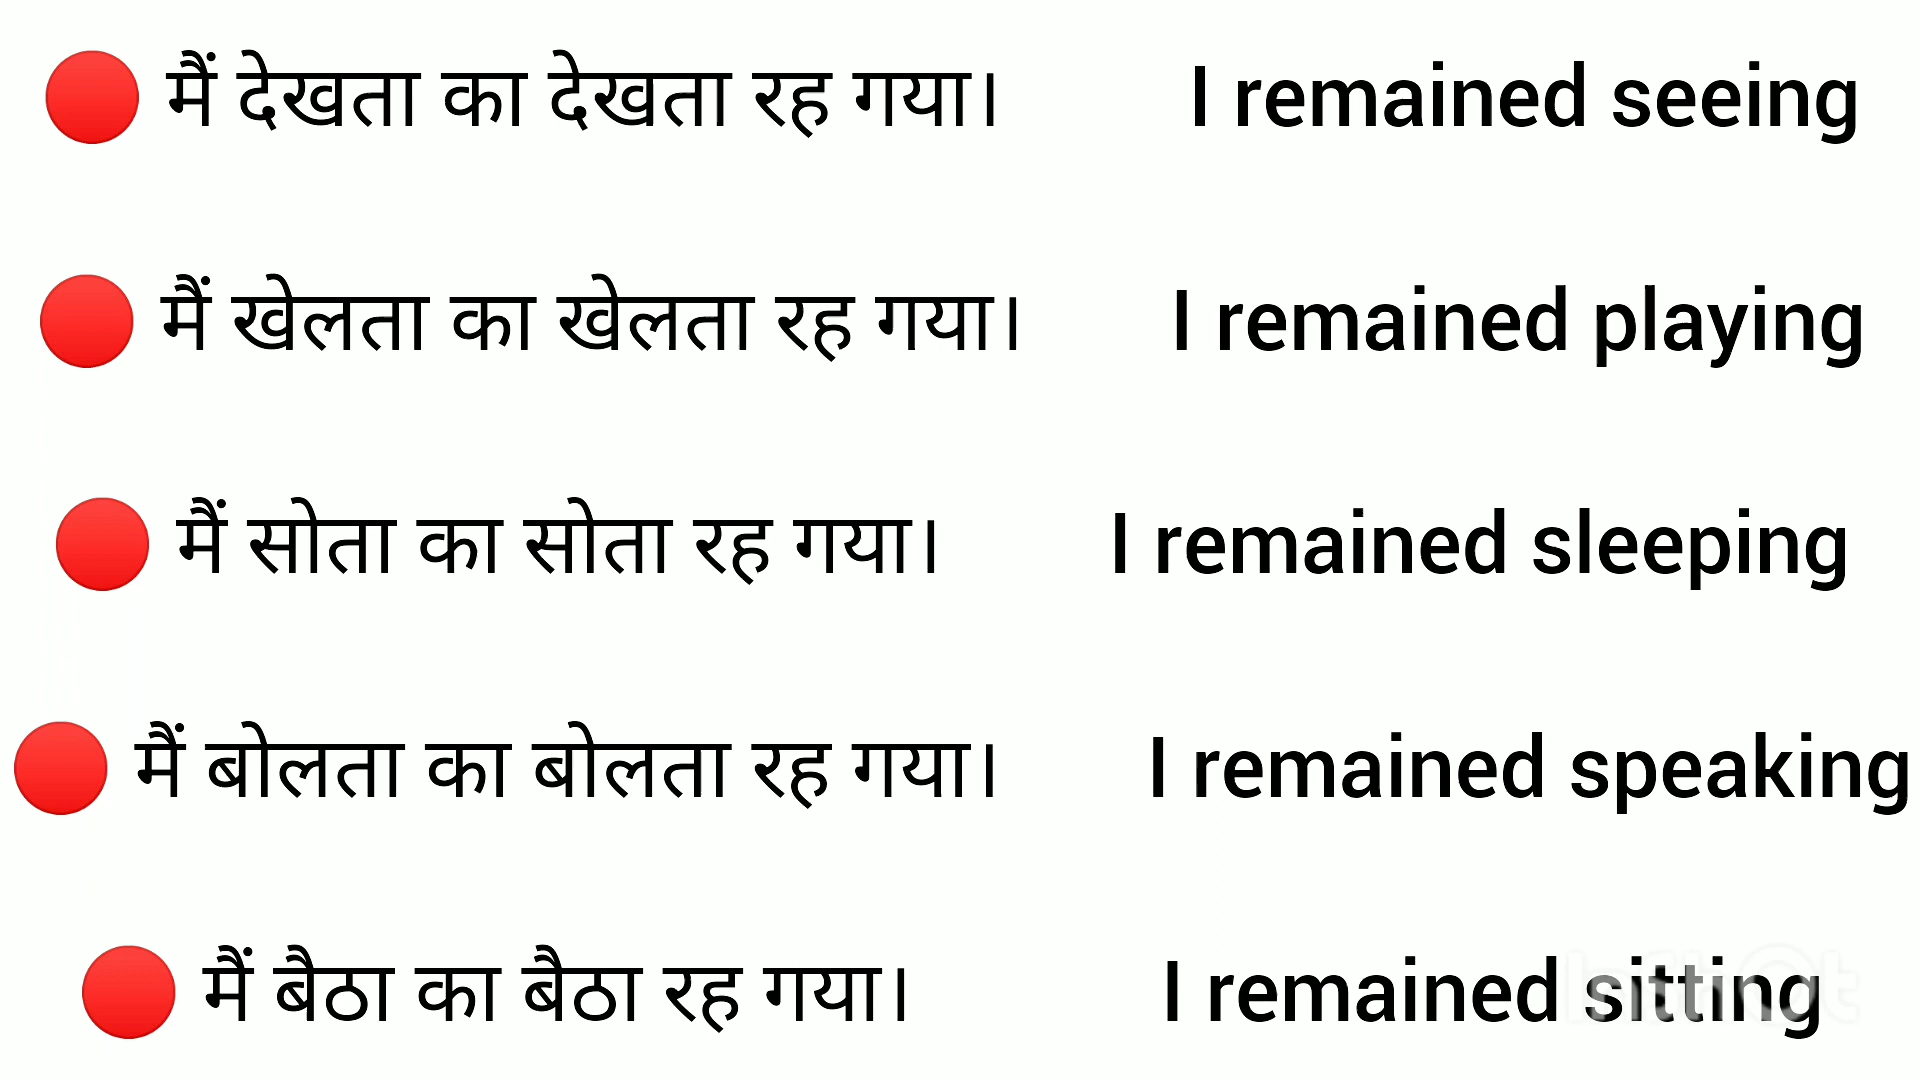 🔴 मैं देखता का देखता रह गया। I remained seeing
🔴 मैं खेलता का खेलता रह गया। I remained playing
🔴 मैं सोता का सोता रह गया। I remained sleeping
🔴 मैं बोलता का बोलता रह गया। I remained speaking
🔴 मैं बैठा का बैठा रह गया। I remained sitting